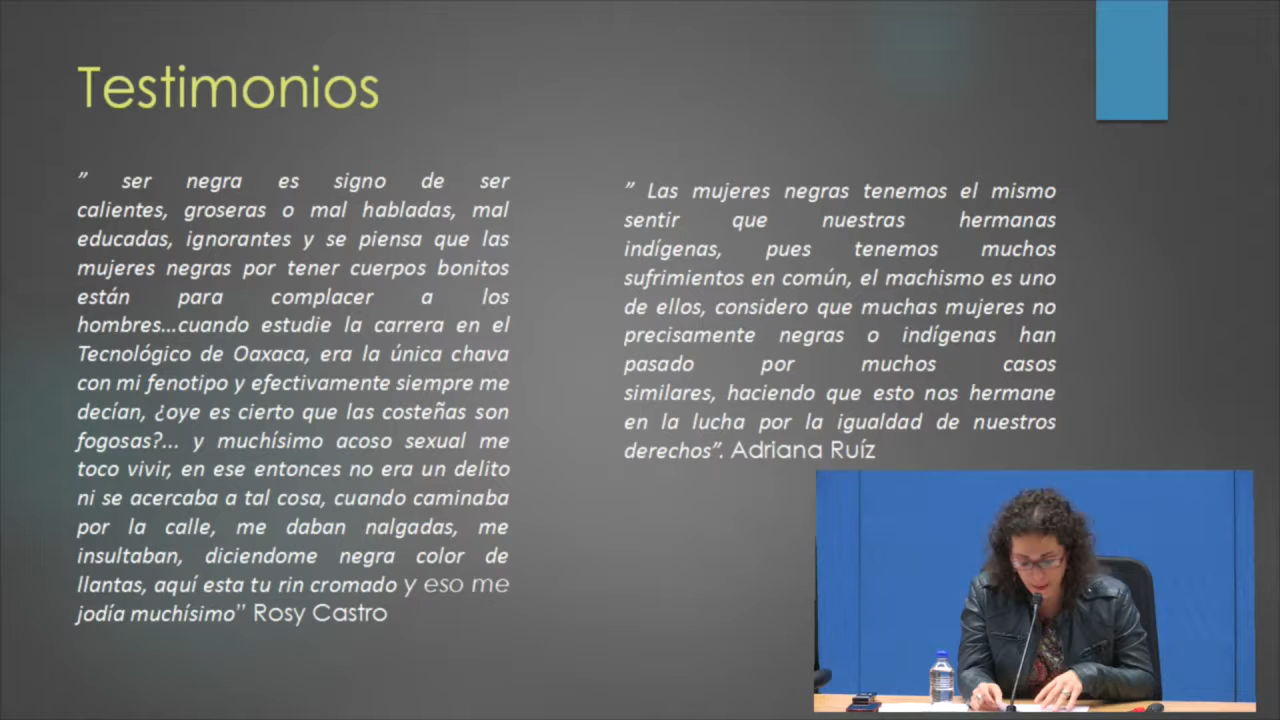 Testimonios
” ser negra es signo de ser
calientes, groseras o mal habladas, mal
educadas, ignorantes y se piensa que las
mujeres negras por tener cuerpos bonitos
están para complacer a los
hombres...cuando estudie la carrera en el
Tecnológico de Oaxaca, era la única chava
con mi fenotipo y efectivamente siempre me
decían, ¿oye es cierto que las costeñas son
fogosas?... y muchísimo acoso sexual me
toco vivir, en ese entonces no era un delito
ni se acercaba a tal cosa, cuando caminaba
por la calle, me daban nalgadas, me
insultaban, diciendome negra color de
llantas, aquí esta tu rin cromado y eso me
jodía muchísimo” Rosy Castro
” Las mujeres negras tenemos el mismo
sentir que nuestras hermanas
indígenas, pues tenemos muchos
sufrimientos en común, el machismo es uno
de ellos, considero que muchas mujeres no
precisamente negras o indígenas han
pasado por muchos casos
similares, haciendo que esto nos hermane
en la lucha por la igualdad de nuestros
derechos”. Adriana Ruíz